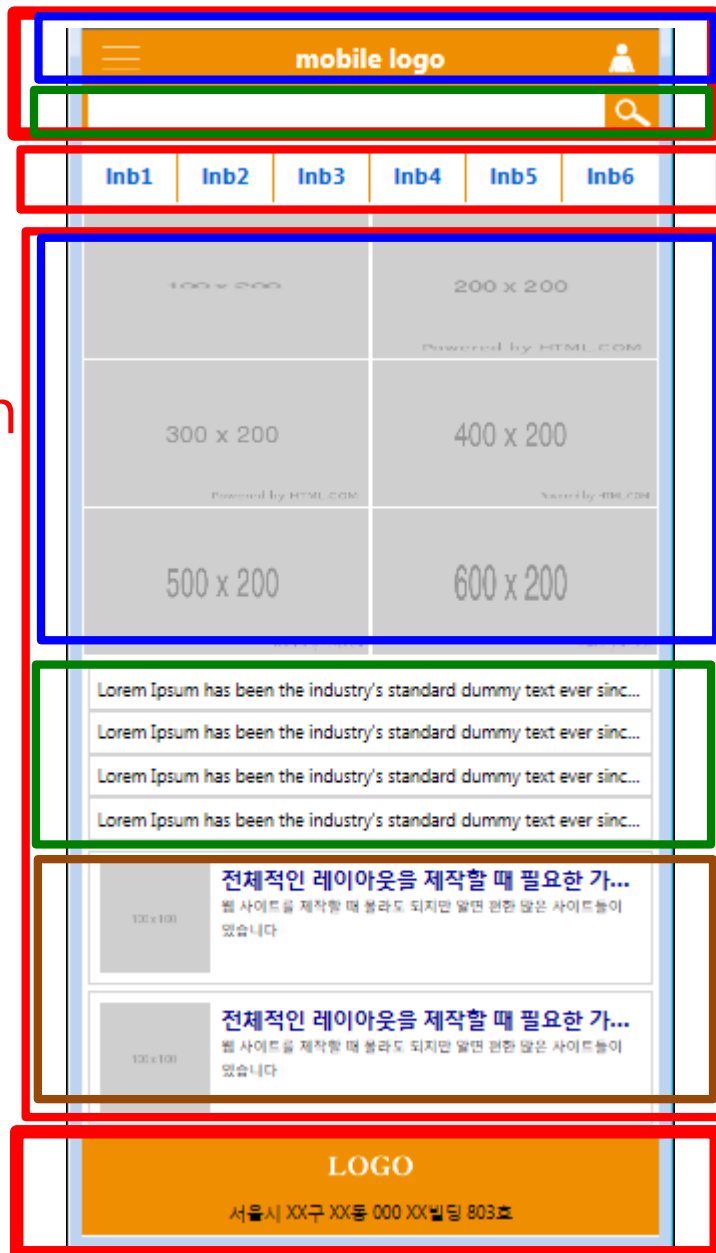 mobile logo
lnb1 lnb2 lnb3 lnb4 lnb5 lnb6
200 x 200
Powered by HTML.COM
n
300 x 200 400 x 200
Powered by HTML.COM Powered by HTML.COM
500 x 200 600 x 200
Lorem Ipsum has been the industry's standard dummy text ever sinc...
Lorem Ipsum has been the industry's standard dummy text ever sinc...
Lorem Ipsum has been the industry's standard dummy text ever sinc...
Lorem Ipsum has been the industry's standard dummy text ever sinc...
전체적인 레이아웃을 제작할 때 필요한 가...
웹 사이트를 제작할 때 몰라도 되지만 알면 편한 많은 사이트들이
있습니다
100 x 100
전체적인 레이아웃을 제작할 때 필요한 가...
웹 사이트를 제작할 때 몰라도 되지만 알면 편한 많은 사이트들이
있습니다
100 x 100
LOGO
서울시 XX구 XX동 000 XX빌딩 803호